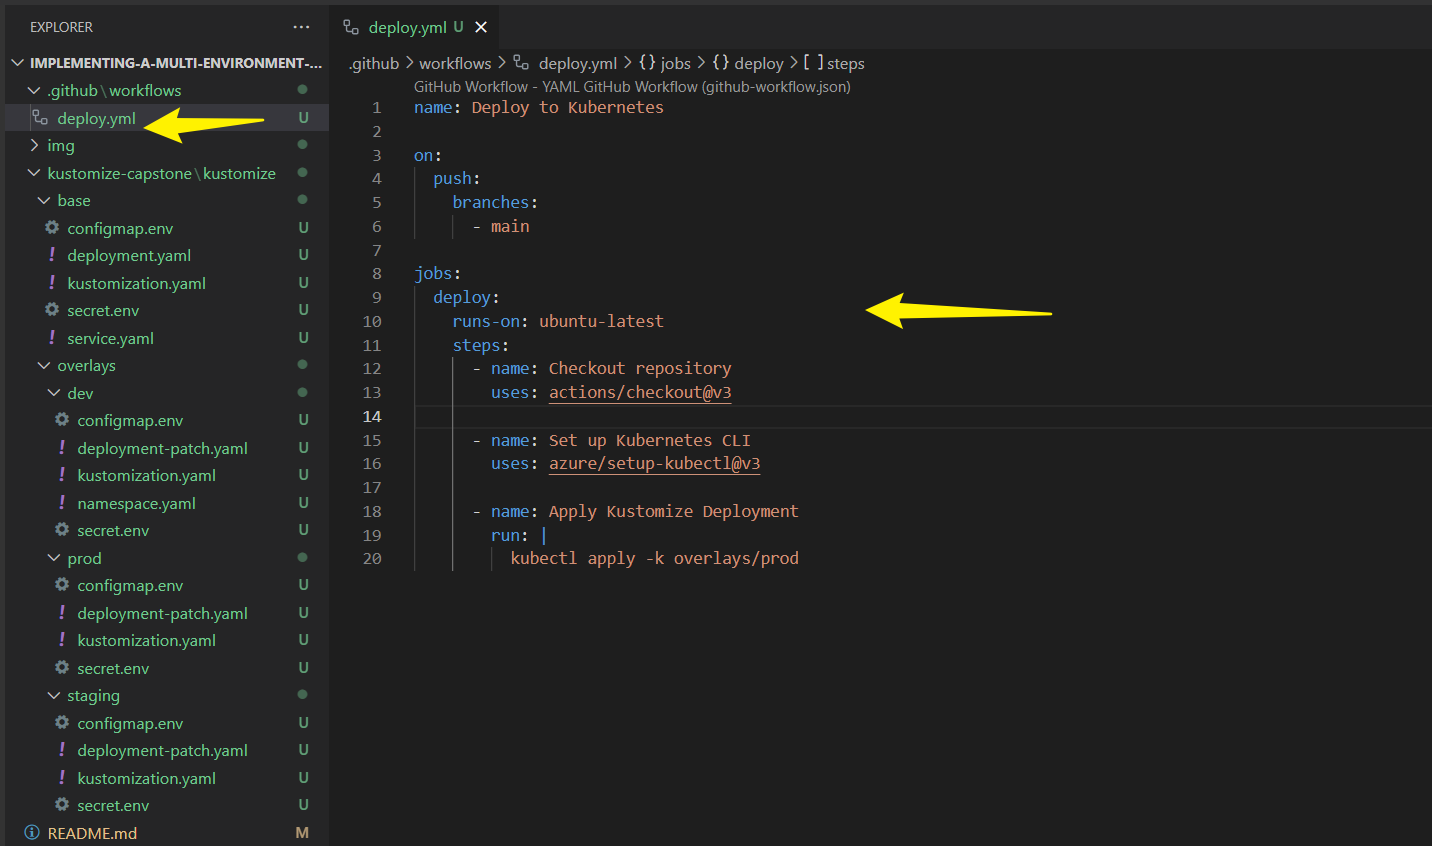 EXPLORER ···
IMPLEMENTING-A-MULTI-ENVIRONMENT-...
.github\workflows
deploy.yml U
img
kustomize-capstone\kustomize
base
configmap.env U
! deployment.yaml U
! kustomization.yaml U
secret.env U
! service.yaml U
overlays
dev
configmap.env U
! deployment-patch.yaml U
! kustomization.yaml U
! namespace.yaml U
secret.env U
prod
configmap.env U
! deployment-patch.yaml U
! kustomization.yaml U
secret.env U
staging
configmap.env U
! deployment-patch.yaml U
! kustomization.yaml U
secret.env U
README.md M
deploy.yml U ×
.github > workflows > deploy.yml > {} jobs > {} deploy > [ ] steps
GitHub Workflow - YAML GitHub Workflow (github-workflow.json)
1 name: Deploy to Kubernetes
2
3 on:
4 push:
5 branches:
6 - main
7
8 jobs:
9 deploy:
10 runs-on: ubuntu-latest
11 steps:
12 - name: Checkout repository
13 uses: actions/checkout@v3
14
15 - name: Set up Kubernetes CLI
16 uses: azure/setup-kubectl@v3
17
18 - name: Apply Kustomize Deployment
19 run: |
20 kubectl apply -k overlays/prod